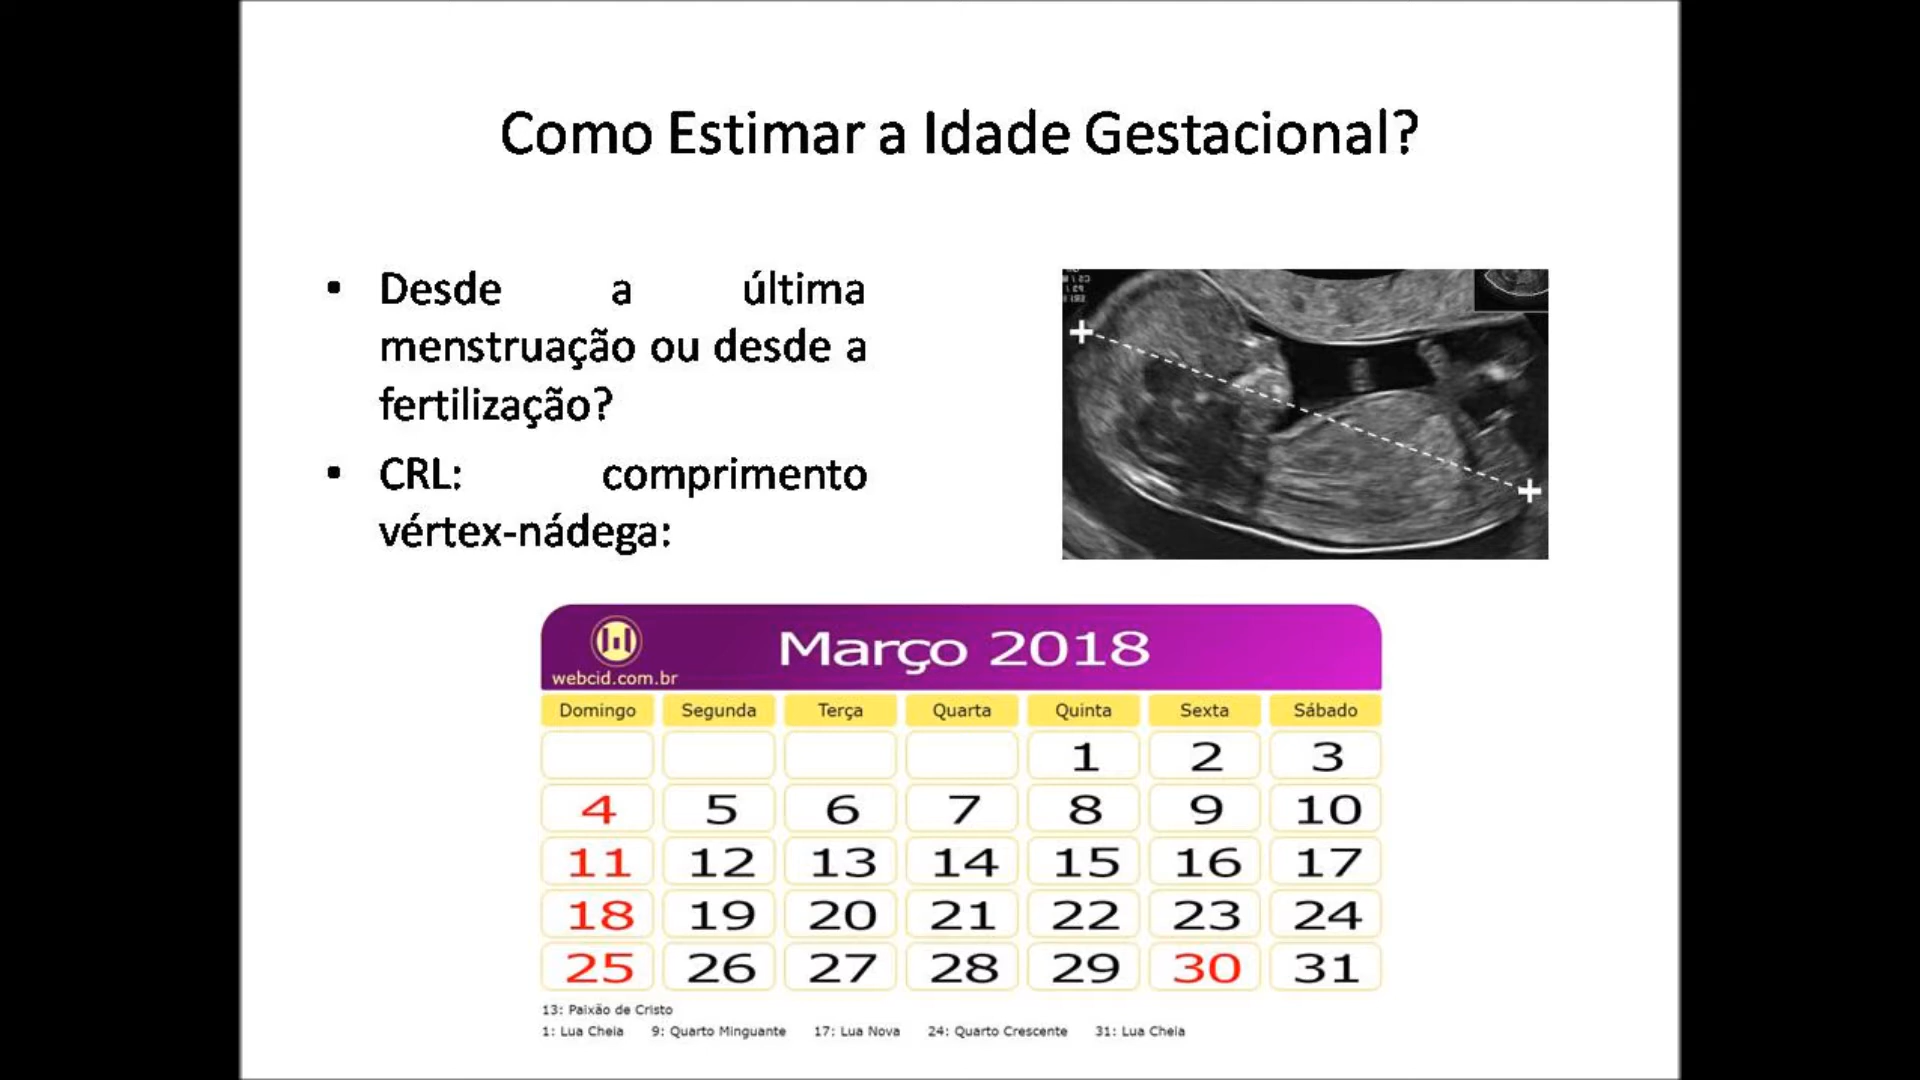 Como Estimar a Idade Gestacional?
• Desde a última
menstruação ou desde a
fertilização?
• CRL: comprimento
vértex-nádega:
Março 2018
webcid.com.br
Domingo Segunda Terça Quarta Quinta Sexta Sábado
1 2 3
4 5 6 7 8 9 10
11 12 13 14 15 16 17
18 19 20 21 22 23 24
25 26 27 28 29 30 31
13: Paixão de Cristo
1: Lua Cheia 9: Quarto Minguante 17: Lua Nova 24: Quarto Crescente 31: Lua Cheia